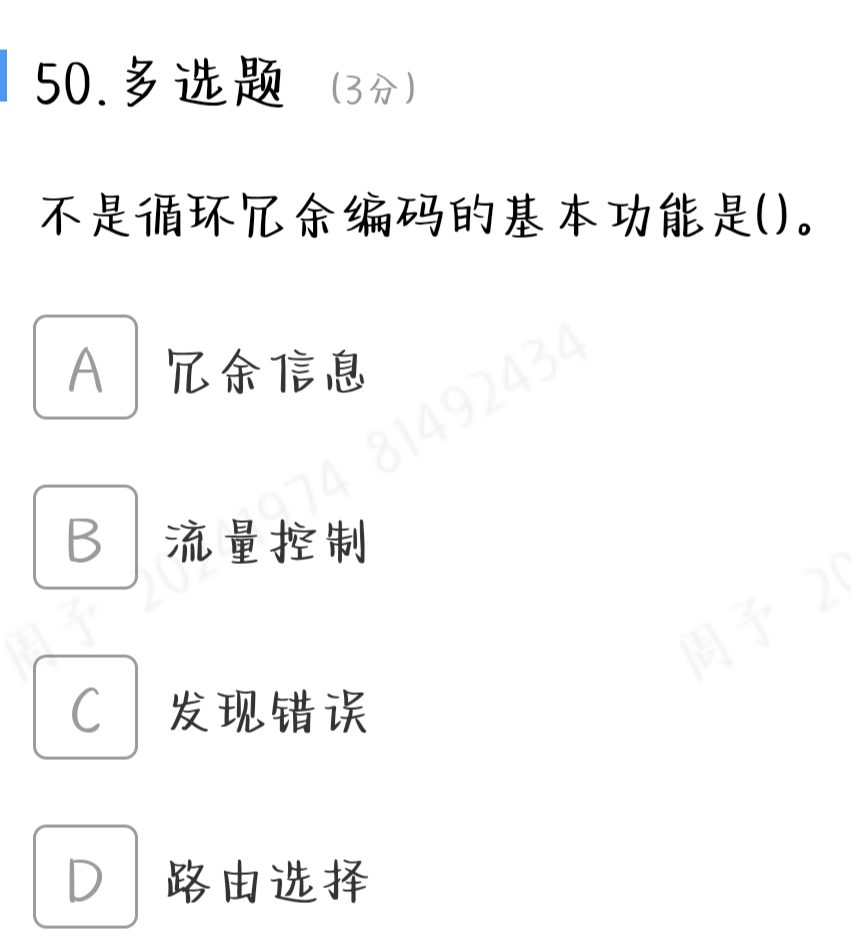 50.多选题 (3分)
不是循环冗余编码的基本功能是()。
A 冗余信息
B 流量控制
C 发现错误
D 路由选择